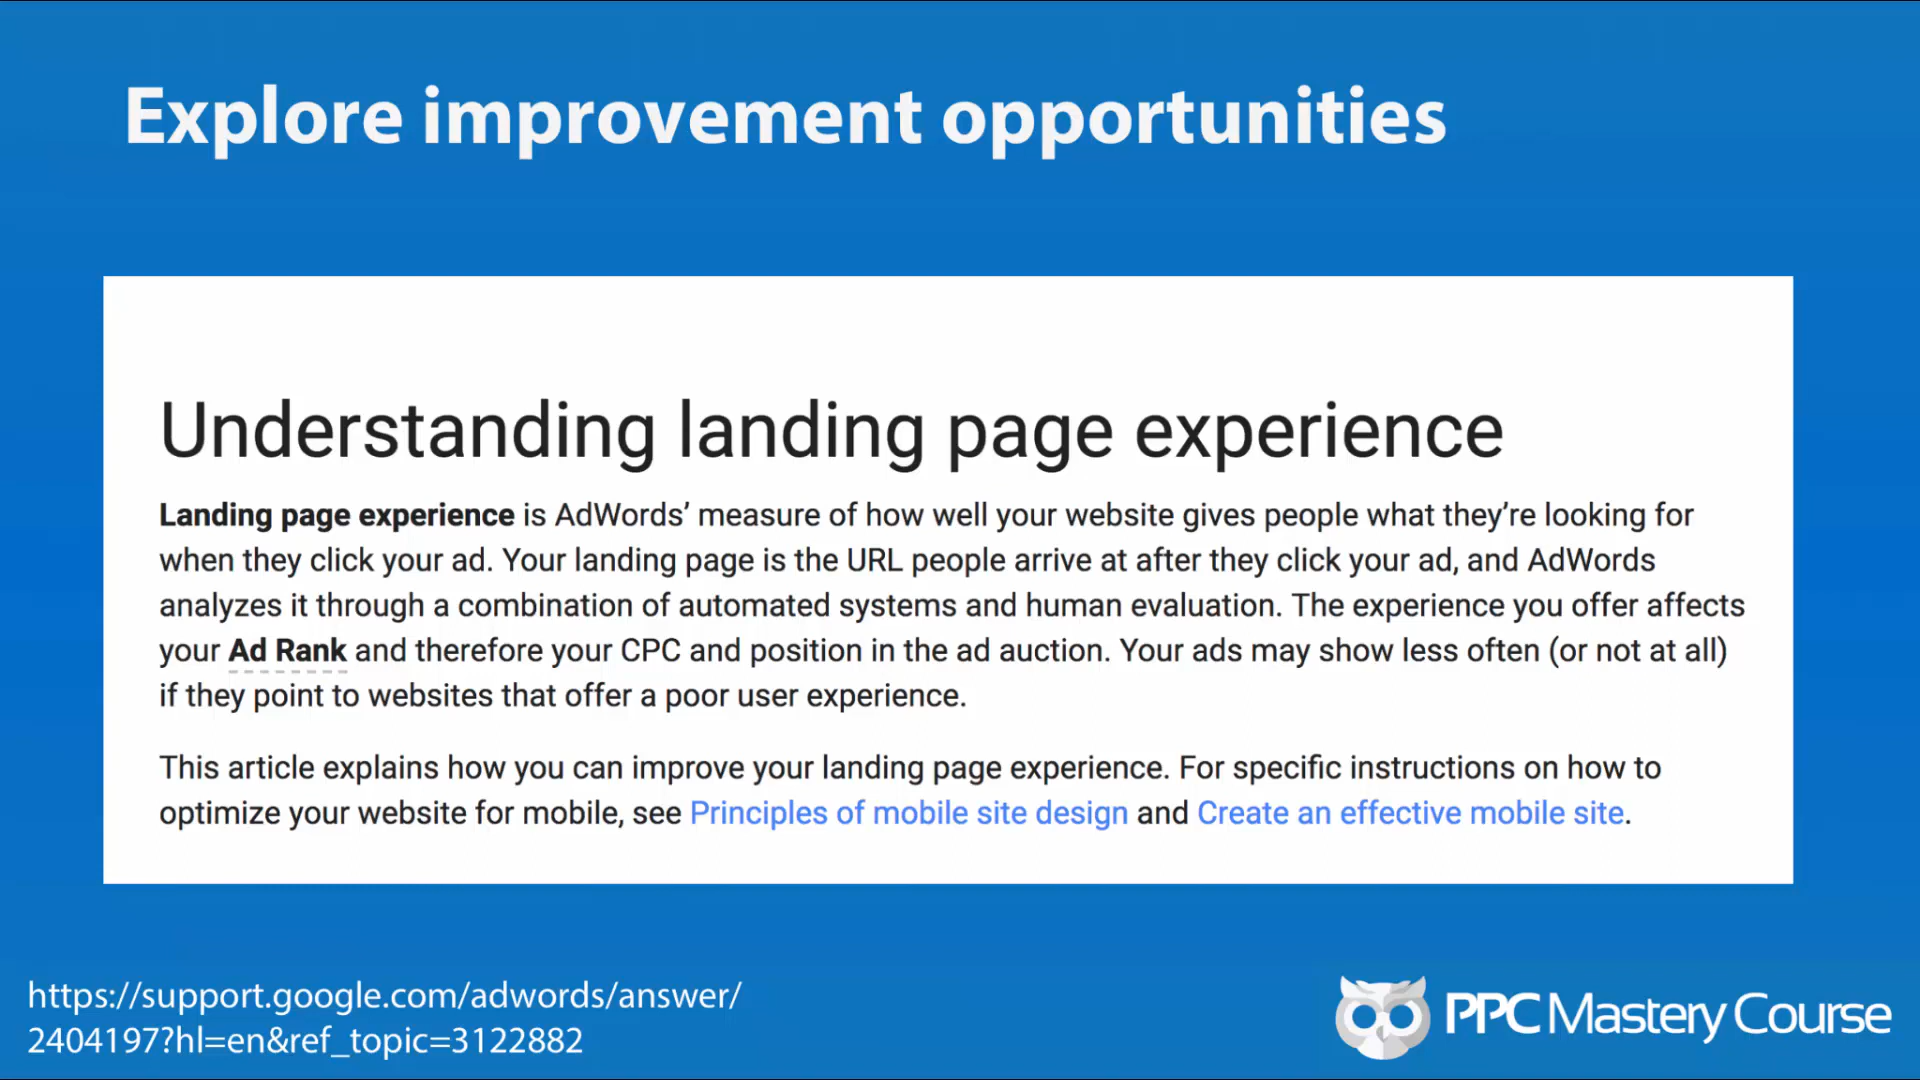 Explore improvement opportunities
Understanding landing page experience
Landing page experience is AdWords’ measure of how well your website gives people what they’re looking for
when they click your ad. Your landing page is the URL people arrive at after they click your ad, and AdWords
analyzes it through a combination of automated systems and human evaluation. The experience you offer affects
your Ad Rank and therefore your CPC and position in the ad auction. Your ads may show less often (or not at all)
if they point to websites that offer a poor user experience.
This article explains how you can improve your landing page experience. For specific instructions on how to
optimize your website for mobile, see Principles of mobile site design and Create an effective mobile site.
https://support.google.com/adwords/answer/
2404197?hl=en&ref_topic=3122882
PPC Mastery Course